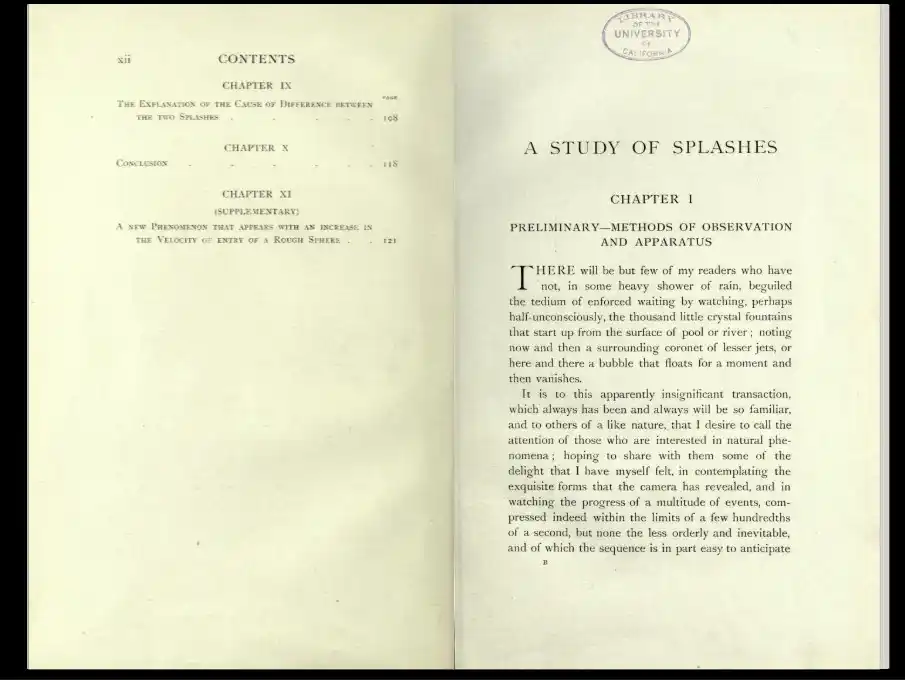 xii
CONTENTS
CHAPTER IX
PAGE
THE EXPLANATION OF THE CAUSE OF DIFFERENCE BETWEEN
THE TWO SPLASHES . . . . . 108
CHAPTER X
CONCLUSION . . . . . . 118
CHAPTER XI
(SUPPLEMENTARY)
A NEW PHENOMENON THAT APPEARS WITH AN INCREASE IN
THE VELOCITY OF ENTRY OF A ROUGH SPHERE . . 121
LIBRARY
OF THE
UNIVERSITY
OF
CALIFORNIA
A STUDY OF SPLASHES
CHAPTER I
PRELIMINARY—METHODS OF OBSERVATION
AND APPARATUS
THERE will be but few of my readers who have
not, in some heavy shower of rain, beguiled
the tedium of enforced waiting by watching, perhaps
half-unconsciously, the thousand little crystal fountains
that start up from the surface of pool or river; noting
now and then a surrounding coronet of lesser jets, or
here and there a bubble that floats for a moment and
then vanishes.
It is to this apparently insignificant transaction,
which always has been and always will be so familiar,
and to others of a like nature, that I desire to call the
attention of those who are interested in natural phe-
nomena; hoping to share with them some of the
delight that I have myself felt, in contemplating the
exquisite forms that the camera has revealed, and in
watching the progress of a multitude of events, com-
pressed indeed within the limits of a few hundredths
of a second, but none the less orderly and inevitable,
and of which the sequence is in part easy to anticipate
B